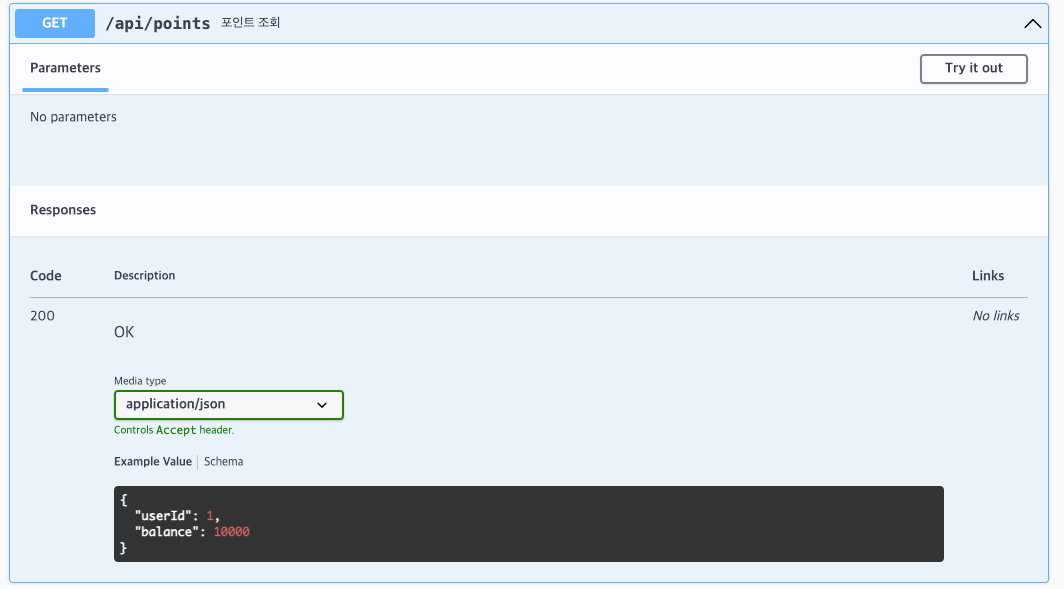 GET /api/points 포인트 조회
Parameters
Try it out
No parameters
Responses
Code Description Links
200 No links
OK
Media type
application/json
Controls Accept header.
Example Value Schema
{
"userId": 1,
"balance": 10000
}